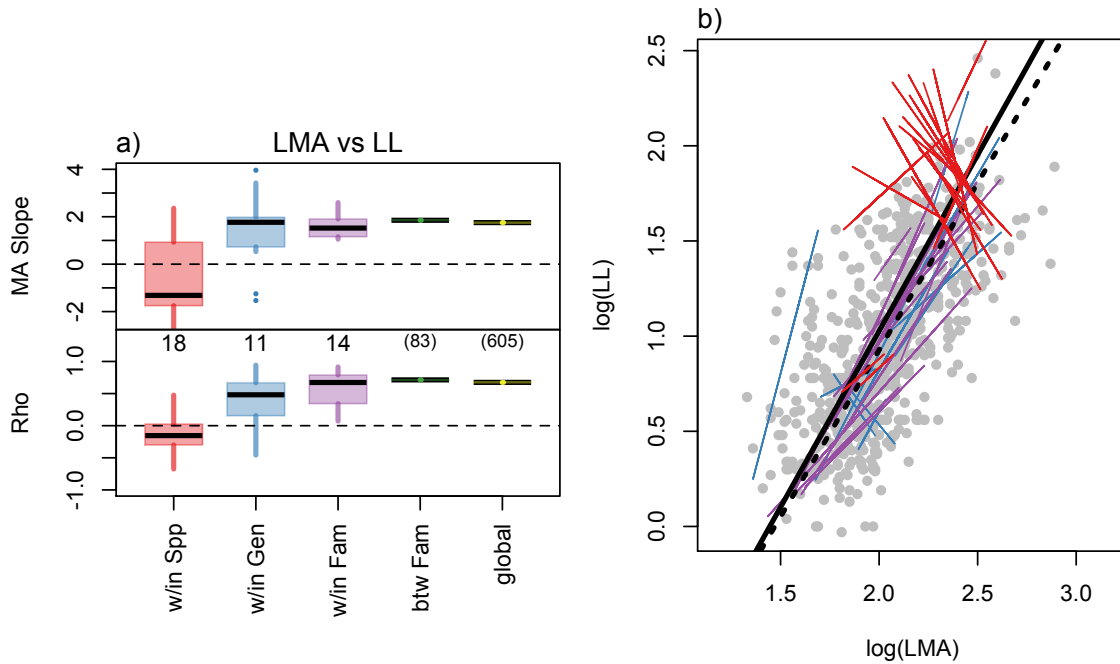 a)
LMA vs LL
MA Slope
4
2
0
-2
18
11
14
(83)
(605)
Rho
1.0
0.0
-1.0
w/in Spp
w/in Gen
w/in Fam
btw Fam
global
b)
log(LL)
2.5
2.0
1.5
1.0
0.5
0.0
1.5 2.0 2.5 3.0
log(LMA)